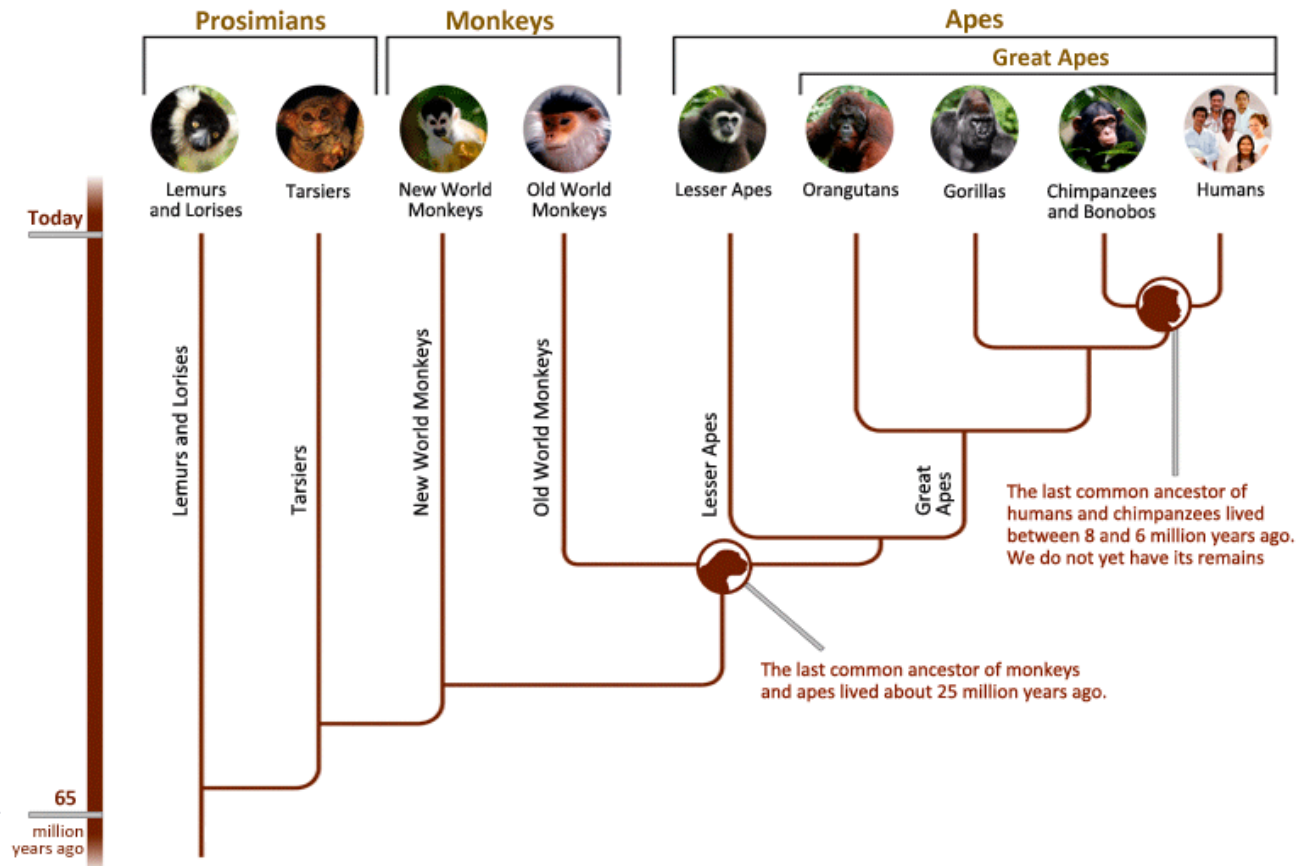 Prosimians
Monkeys
Apes
Great Apes
Lemurs
and Lorises
Tarsiers
New World
Monkeys
Old World
Monkeys
Lesser Apes
Orangutans
Gorillas
Chimpanzees
and Bonobos
Humans
Today
Lemurs and Lorises
Tarsiers
New World Monkeys
Old World Monkeys
Lesser Apes
Great
Apes
The last common ancestor of
humans and chimpanzees lived
between 8 and 6 million years ago.
We do not yet have its remains
The last common ancestor of monkeys
and apes lived about 25 million years ago.
65
million
years ago